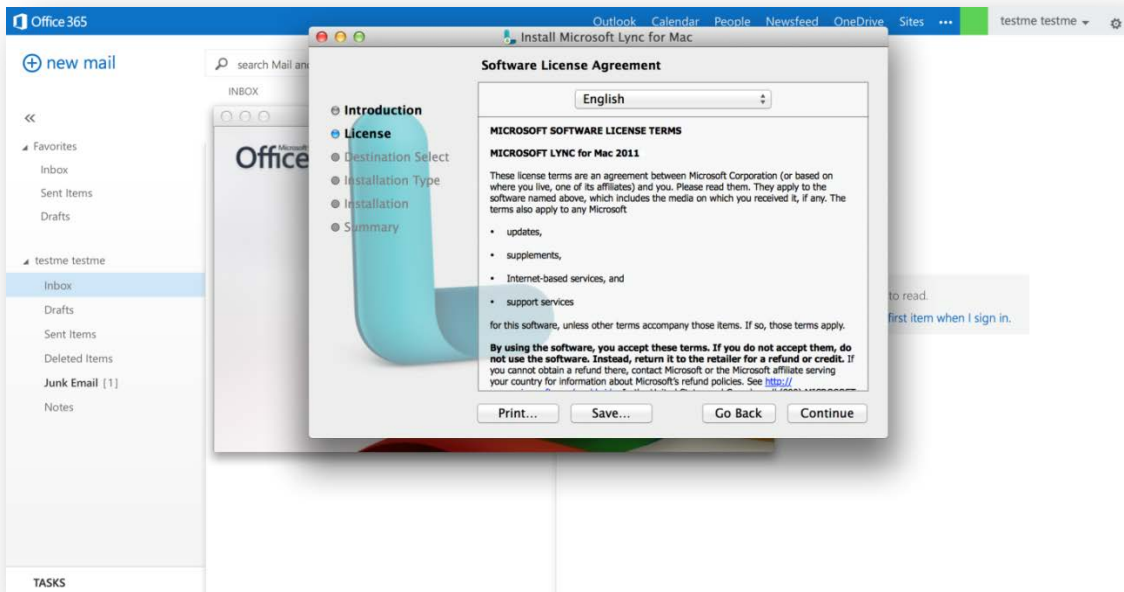 Office 365
Outlook Calendar People Newsfeed OneDrive Sites ••• testme testme
new mail
search Mail and
INBOX
«
Favorites
Inbox
Sent Items
Drafts
testme testme
Inbox
Drafts
Sent Items
Deleted Items
Junk Email [1]
Notes
TASKS
Microsoft
Office
Install Microsoft Lync for Mac
Software License Agreement
Introduction
License
Destination Select
Installation Type
Installation
Summary
English
MICROSOFT SOFTWARE LICENSE TERMS
MICROSOFT LYNC for Mac 2011
These license terms are an agreement between Microsoft Corporation (or based on
where you live, one of its affiliates) and you. Please read them. They apply to the
software named above, which includes the media on which you received it, if any. The
terms also apply to any Microsoft
• updates,
• supplements,
• Internet-based services, and
• support services
for this software, unless other terms accompany those items. If so, those terms apply.
By using the software, you accept these terms. If you do not accept them, do
not use the software. Instead, return it to the retailer for a refund or credit. If
you cannot obtain a refund there, contact Microsoft or the Microsoft affiliate serving
your country for information about Microsoft's refund policies. See http://
Print... Save... Go Back Continue
to read.
first item when I sign in.